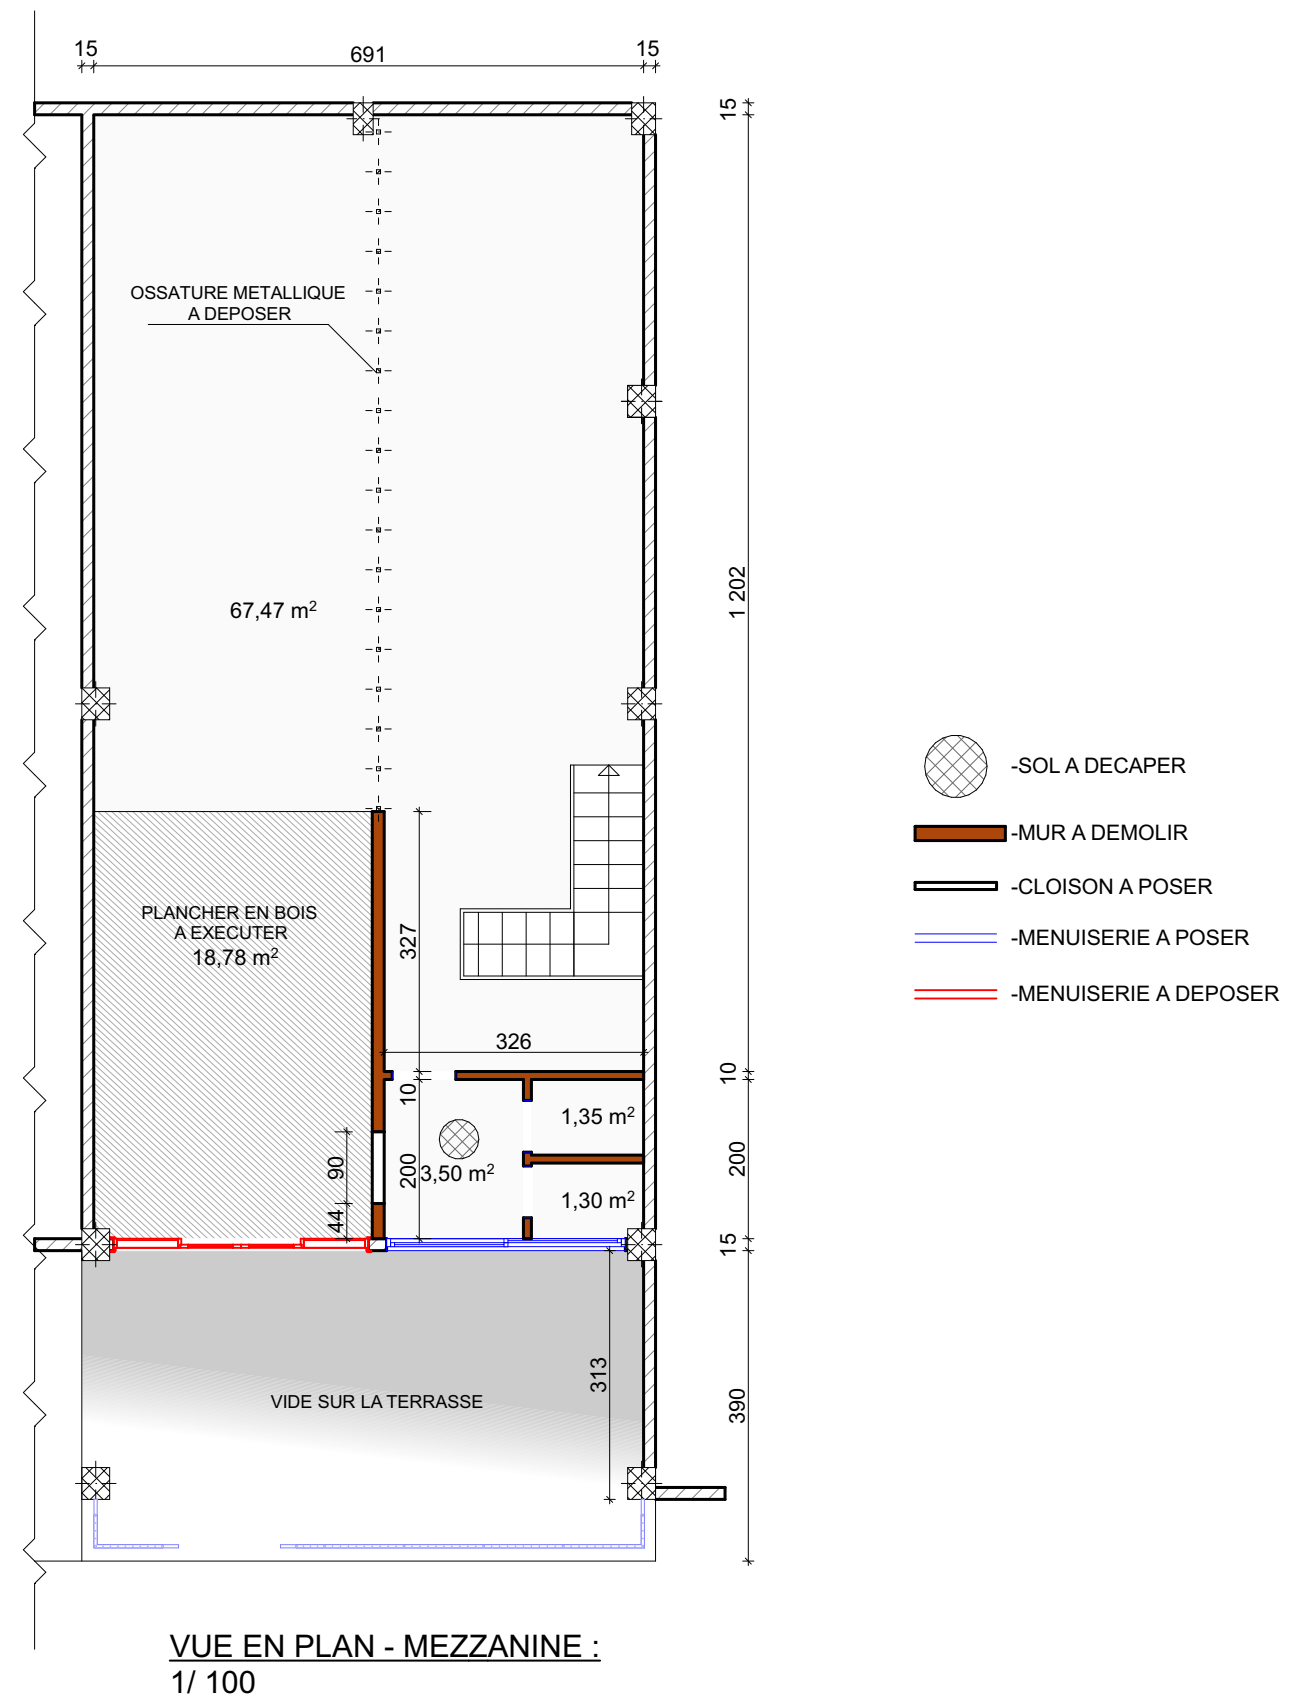 15
691
15
15
OSSATURE METALLIQUE
A DEPOSER
1 202
67,47 m²
-SOL A DECAPER
-MUR A DEMOLIR
-CLOISON A POSER
-MENUISERIE A POSER
-MENUISERIE A DEPOSER
PLANCHER EN BOIS
A EXECUTER
18,78 m²
327
326
10
10
1,35 m²
90
200
3,50 m²
200
1,30 m²
44
15
313
390
VIDE SUR LA TERRASSE
VUE EN PLAN - MEZZANINE :
1/ 100